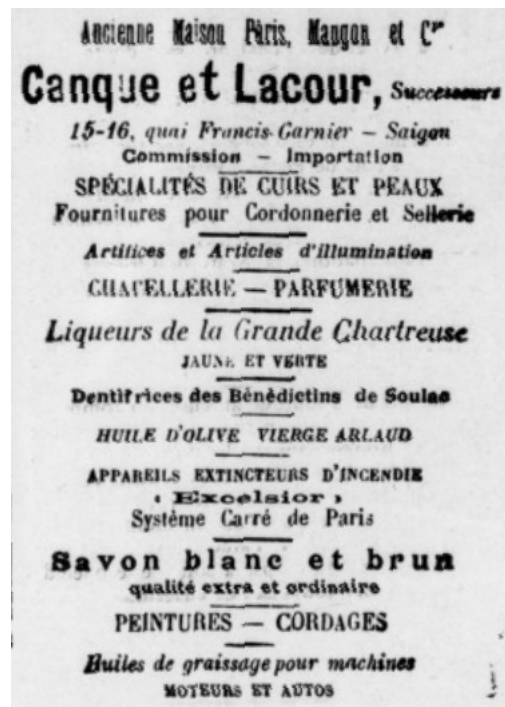 Ancienne Maison Pâris, Mangon et Cie
Canque et Lacour, Successeurs
15-16, quai Francis-Garnier — Saigon
Commission — Importation
SPÉCIALITÉS DE CUIRS ET PEAUX
Fournitures pour Cordonnerie et Sellerie
Artifices et Articles d'illumination
CHAPELLERIE — PARFUMERIE
Liqueurs de la Grande Chartreuse
JAUNE ET VERTE
Dentifrices des Bénédictins de Soulac
HUILE D'OLIVE VIERGE ARLAUD
APPAREILS EXTINCTEURS D'INCENDIE
« Excelsior »
Système Carré de Paris
Savon blanc et brun
qualité extra et ordinaire
PEINTURES — CORDAGES
Huiles de graissage pour machines
MOTEURS ET AUTOS